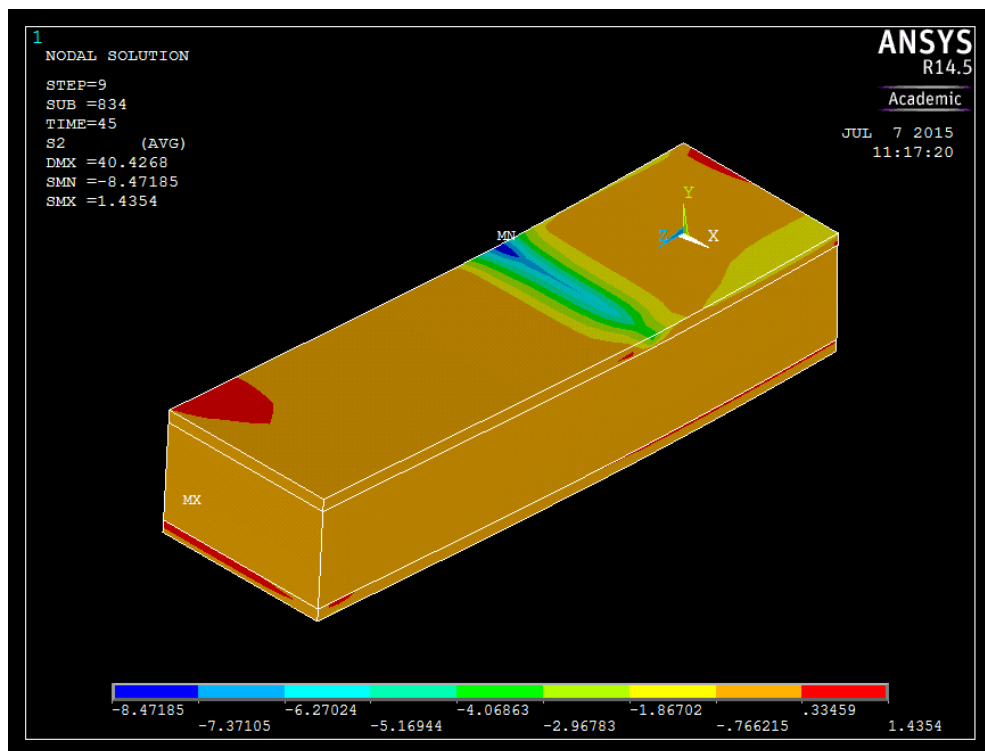 1
NODAL SOLUTION
STEP=9
SUB =834
TIME=45
S2 (AVG)
DMX =40.4268
SMN =-8.47185
SMX =1.4354
ANSYS
R14.5
Academic
JUL 7 2015
11:17:20
Y
MN
Z X
MX
-8.47185 -6.27024 -4.06863 -1.86702 .33459
-7.37105 -5.16944 -2.96783 -.766215 1.4354